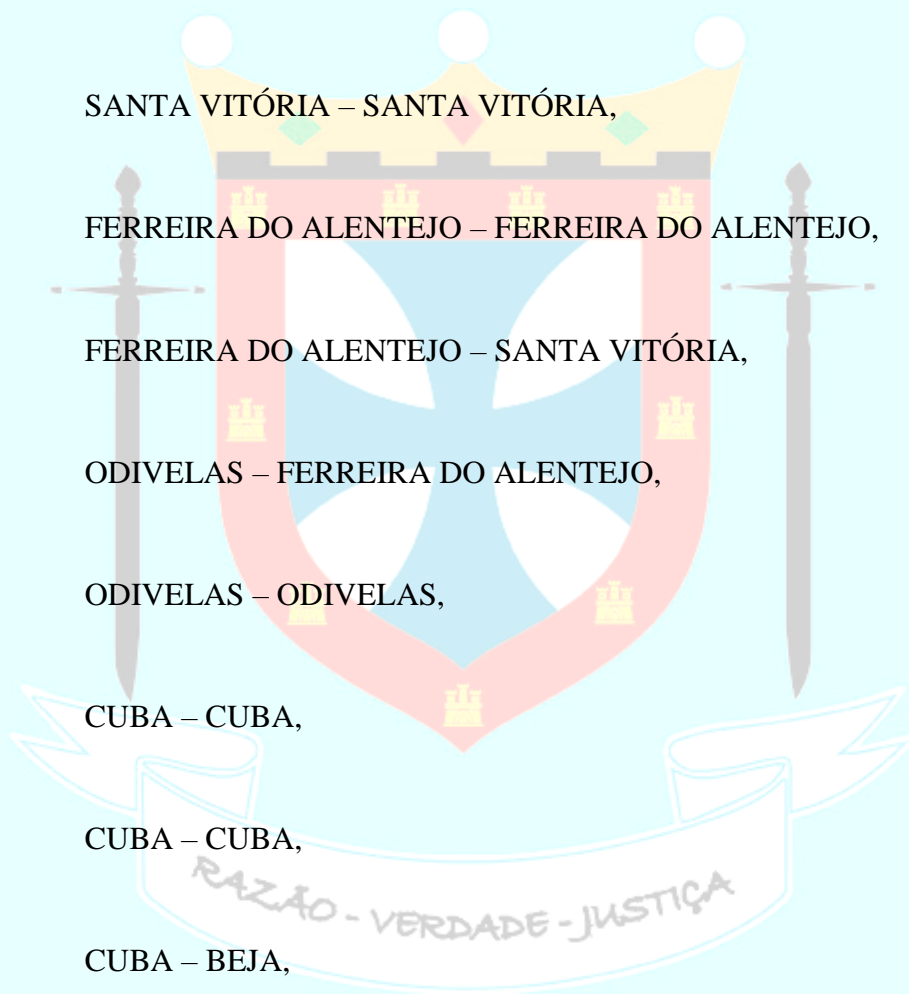 SANTA VITÓRIA – SANTA VITÓRIA,
FERREIRA DO ALENTEJO – FERREIRA DO ALENTEJO,
FERREIRA DO ALENTEJO – SANTA VITÓRIA,
ODIVELAS – FERREIRA DO ALENTEJO,
ODIVELAS – ODIVELAS,
CUBA – CUBA,
CUBA – CUBA,
RAZÃO - VERDADE - JUSTIÇA
CUBA – BEJA,